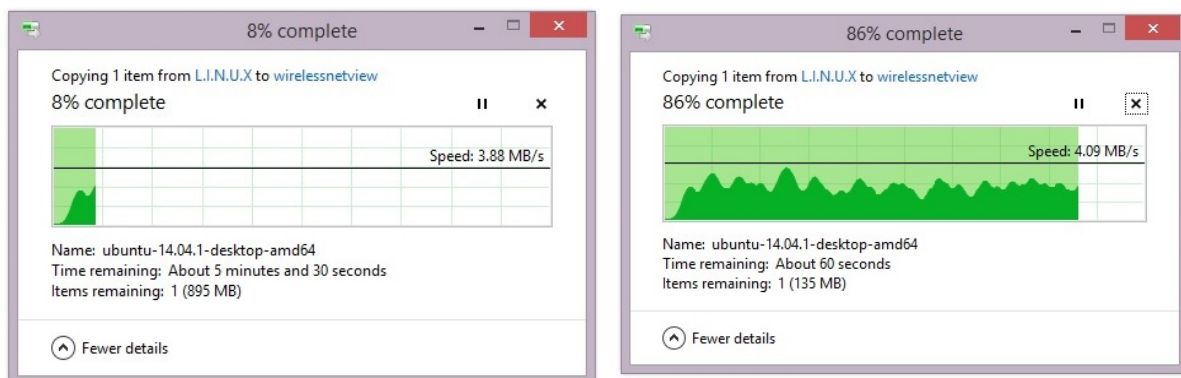 8% complete
Copying 1 item from L.I.N.U.X to wirelessnetview
8% complete
Speed: 3.88 MB/s
Name: ubuntu-14.04.1-desktop-amd64
Time remaining: About 5 minutes and 30 seconds
Items remaining: 1 (895 MB)
Fewer details
86% complete
Copying 1 item from L.I.N.U.X to wirelessnetview
86% complete
Speed: 4.09 MB/s
Name: ubuntu-14.04.1-desktop-amd64
Time remaining: About 60 seconds
Items remaining: 1 (135 MB)
Fewer details